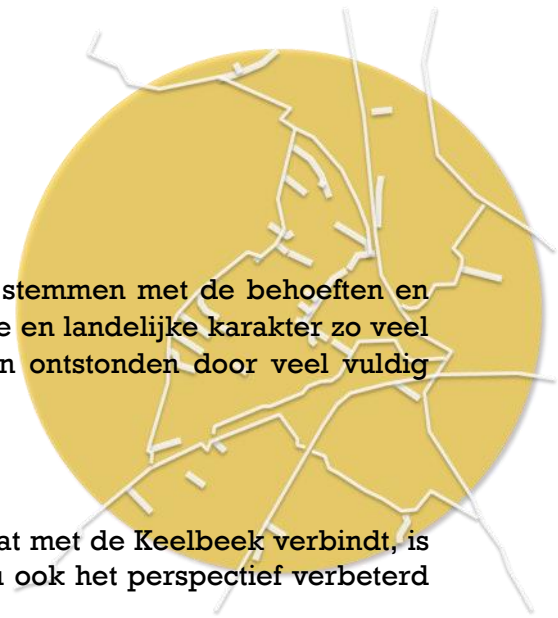 stemmen met de behoeften en
e en landelijke karakter zo veel
n ontstonden door veel vuldig
at met de Keelbeek verbindt, is
u ook het perspectief verbeterd